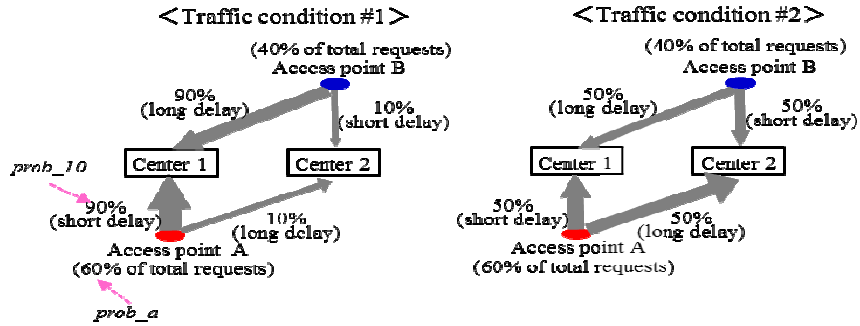 ＜Traffic condition #1＞
(40% of total requests)
Access point B
90%
(long delay)
10%
(short delay)
Center 1
Center 2
prob_10
90%
(short delay)
10%
(long delay)
Access point A
(60% of total requests)
prob_a
＜Traffic condition #2＞
(40% of total requests)
Access point B
50%
(long delay)
50%
(short delay)
Center 1
Center 2
50%
(short delay)
50%
(long delay)
Access point A
(60% of total requests)